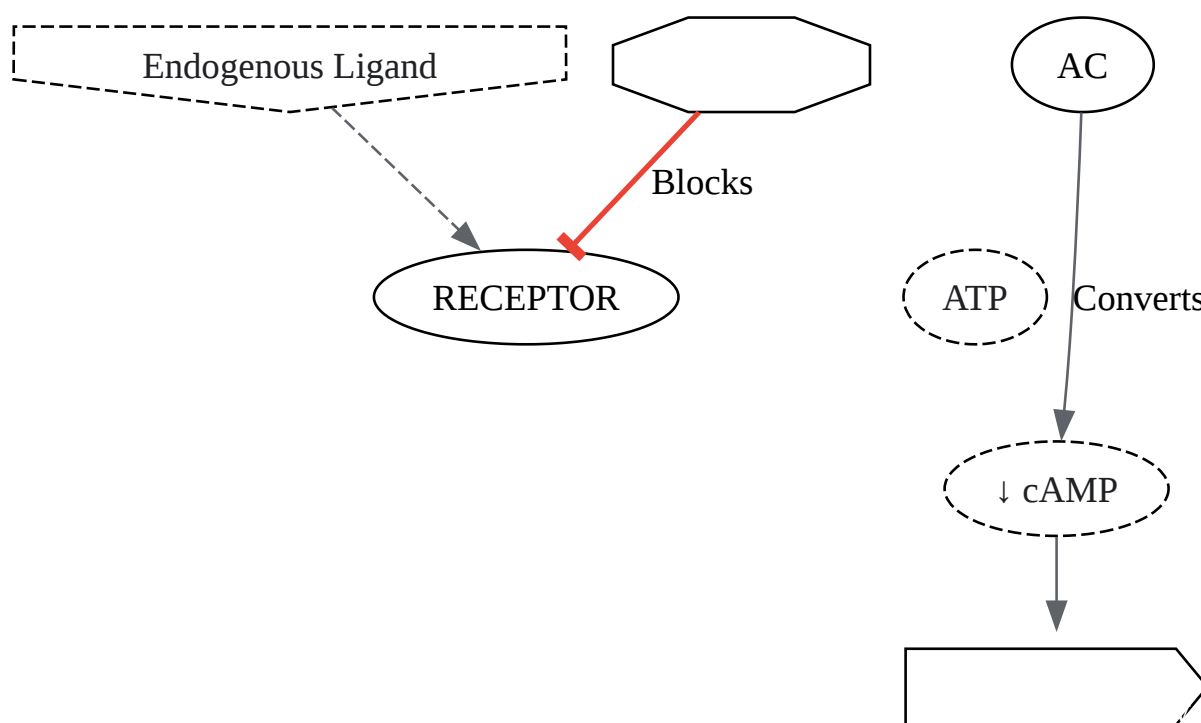 Endogenous Ligand
AC
Blocks
RECEPTOR
ATP
Converts
↓ cAMP